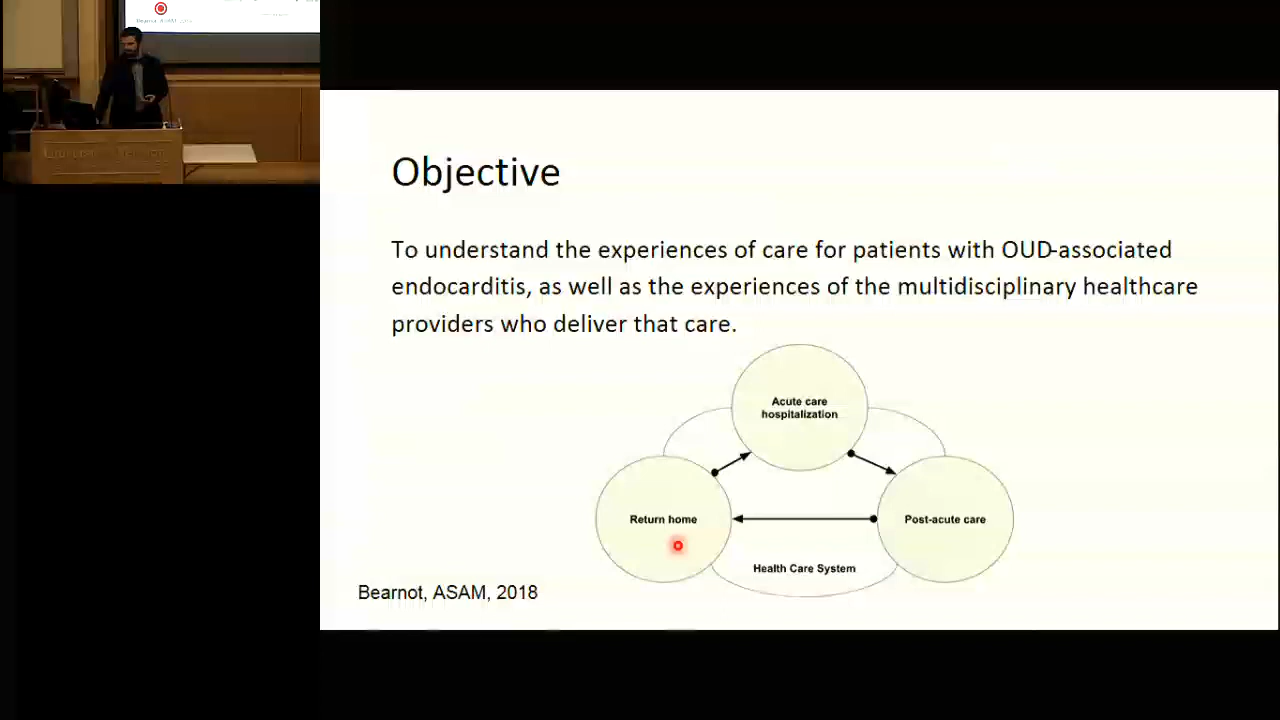 Objective
To understand the experiences of care for patients with OUD-associated
endocarditis, as well as the experiences of the multidisciplinary healthcare
providers who deliver that care.
Acute care
hospitalization
Return home
Post-acute care
Health Care System
Bearnot, ASAM, 2018